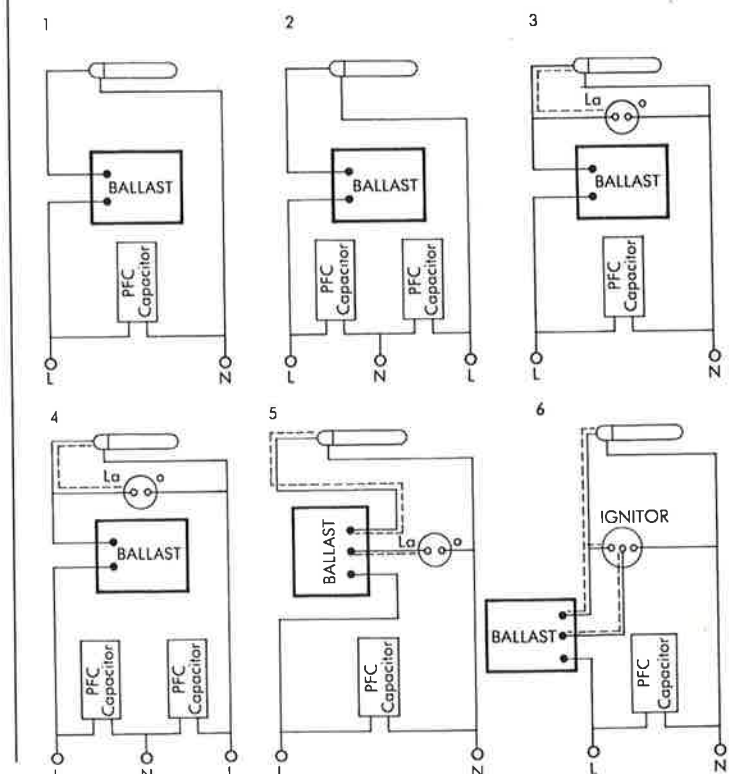 1
BALLAST
PFC
Capacitor
L
N
2
BALLAST
PFC
Capacitor
PFC
Capacitor
L
N
L
3
La
BALLAST
PFC
Capacitor
L
N
4
La
BALLAST
PFC
Capacitor
PFC
Capacitor
L
N
5
BALLAST
La
PFC
Capacitor
L
N
6
IGNITOR
BALLAST
PFC
Capacitor
L
N